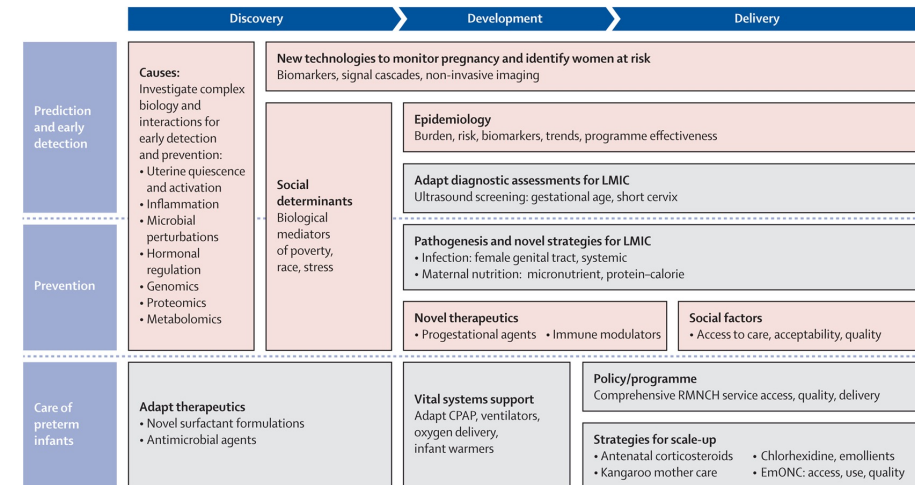 Discovery
Development
Delivery
Prediction
and early
detection
Causes:
Investigate complex
biology and
interactions for
early detection
and prevention:
• Uterine quiescence
and activation
• Inflammation
• Microbial
perturbations
• Hormonal
regulation
• Genomics
• Proteomics
• Metabolomics
New technologies to monitor pregnancy and identify women at risk
Biomarkers, signal cascades, non-invasive imaging
Social
determinants
Biological
mediators
of poverty,
race, stress
Epidemiology
Burden, risk, biomarkers, trends, programme effectiveness
Adapt diagnostic assessments for LMIC
Ultrasound screening: gestational age, short cervix
Prevention
Pathogenesis and novel strategies for LMIC
• Infection: female genital tract, systemic
• Maternal nutrition: micronutrient, protein–calorie
Novel therapeutics
• Progestational agents • Immune modulators
Social factors
• Access to care, acceptability, quality
Care of
preterm
infants
Adapt therapeutics
• Novel surfactant formulations
• Antimicrobial agents
Vital systems support
Adapt CPAP, ventilators,
oxygen delivery,
infant warmers
Policy/programme
Comprehensive RMNCH service access, quality, delivery
Strategies for scale-up
• Antenatal corticosteroids • Chlorhexidine, emollients
• Kangaroo mother care • EmONC: access, use, quality